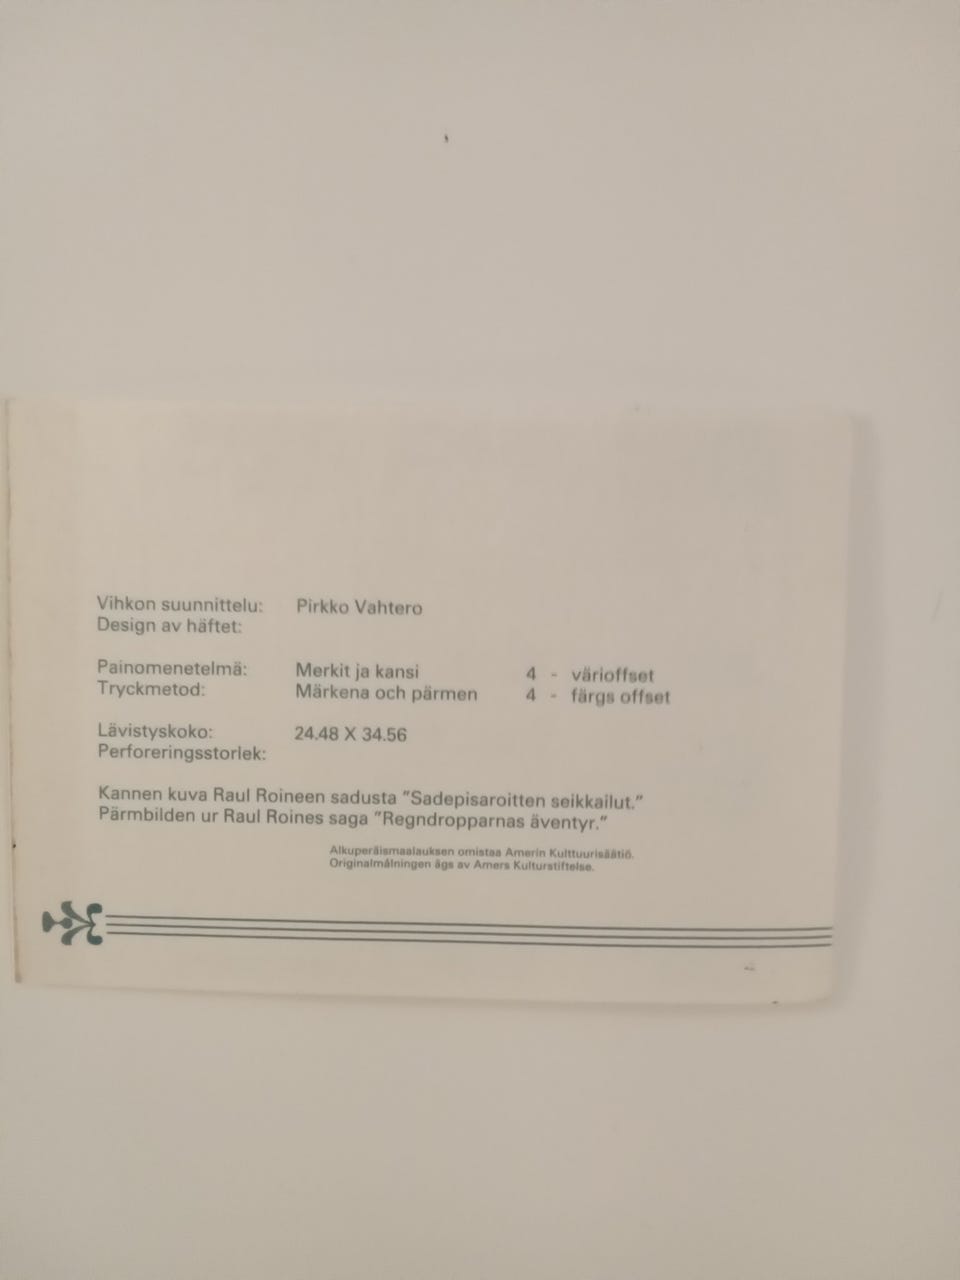 Vihkon suunnittelu: Pirkko Vahtero
Design av häftet:
Painomenetelmä: Merkit ja kansi 4 - värioffset
Tryckmetod: Märkena och pärmen 4 - färgs offset
Lävistyskoko: 24.48 X 34.56
Perforeringsstorlek:
Kannen kuva Raul Roineen sadusta "Sadepisaroitten seikkailut."
Pärmbilden ur Raul Roines saga "Regndropparnas äventyr."
Alkuperäismaalauksen omistaa Amerin Kulttuurisäätiö.
Originalmålningen ägs av Amers Kulturstiftelse.